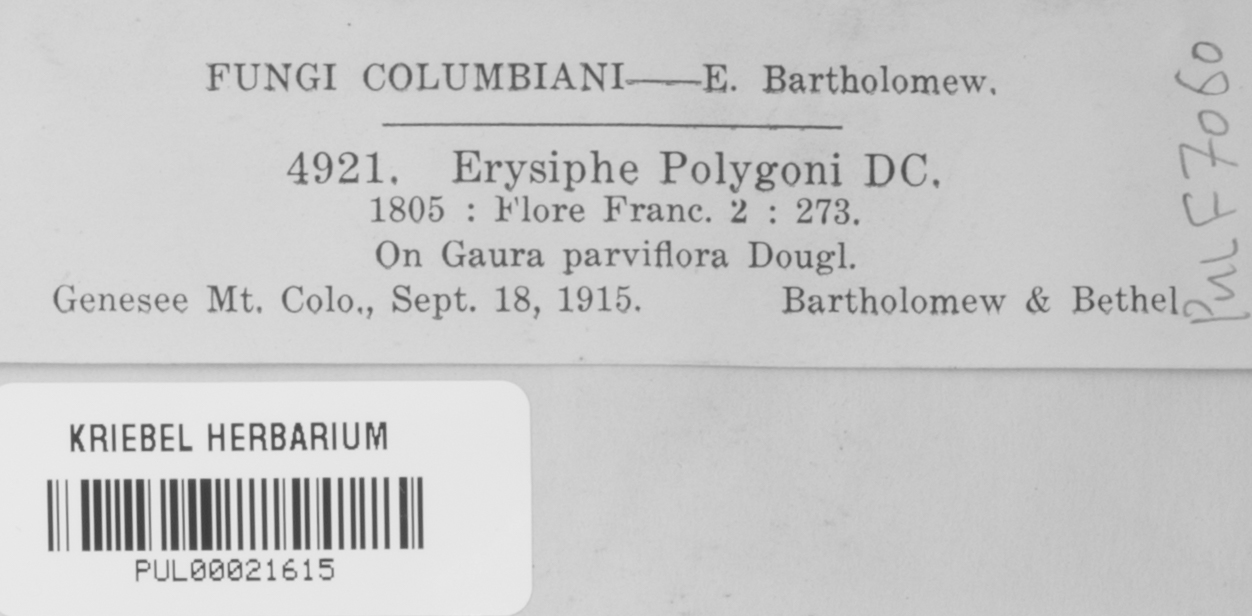 FUNGI COLUMBIANI——E. Bartholomew.
4921. Erysiphe Polygoni DC.
1805 : Flore Franc. 2 : 273.
On Gaura parviflora Dougl.
Genesee Mt. Colo., Sept. 18, 1915. Bartholomew & Bethel
PUL F7060
KRIEBEL HERBARIUM
PUL00021615